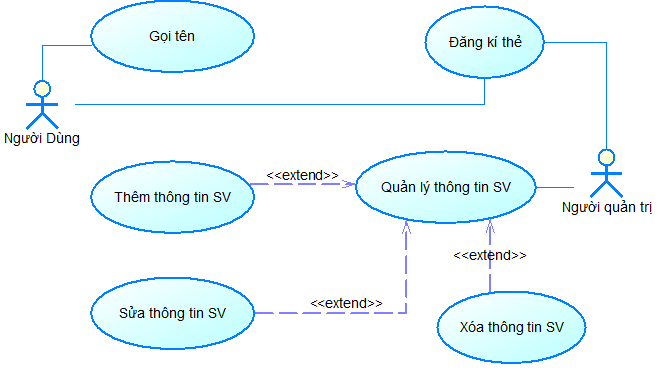 Gọi tên
Đăng kí thẻ
Người Dùng
<<extend>>
Thêm thông tin SV
Quản lý thông tin SV
Người quản trị
<<extend>>
<<extend>>
Sửa thông tin SV
Xóa thông tin SV